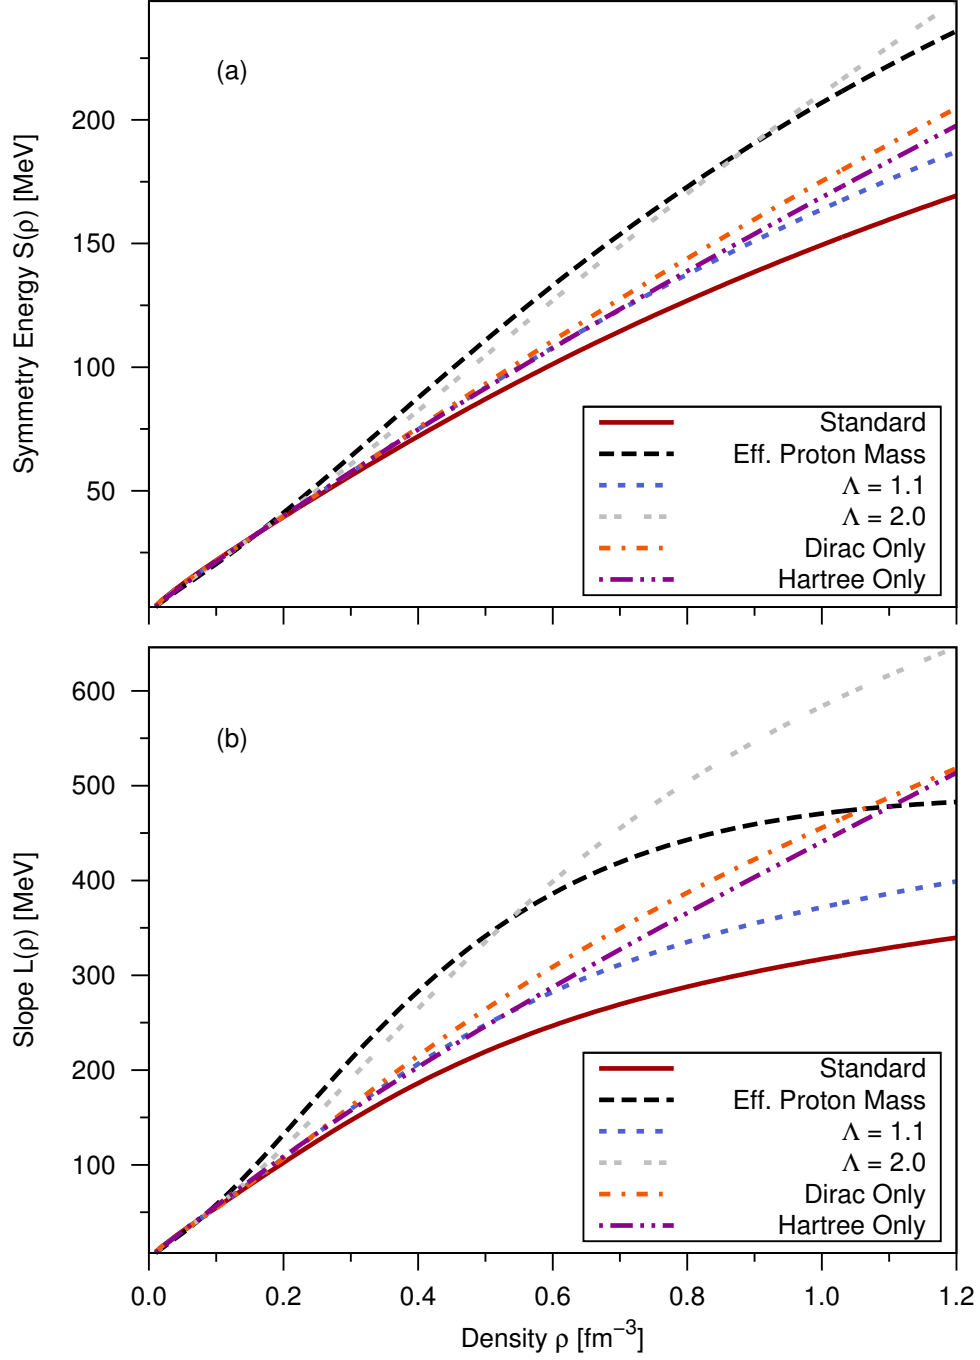 (a)
Symmetry Energy S(ρ) [MeV]
200
150
100
50
Standard
Eff. Proton Mass
Λ = 1.1
Λ = 2.0
Dirac Only
Hartree Only
(b)
Slope L(ρ) [MeV]
600
500
400
300
200
100
Standard
Eff. Proton Mass
Λ = 1.1
Λ = 2.0
Dirac Only
Hartree Only
0.0 0.2 0.4 0.6 0.8 1.0 1.2
Density ρ [fm⁻³]